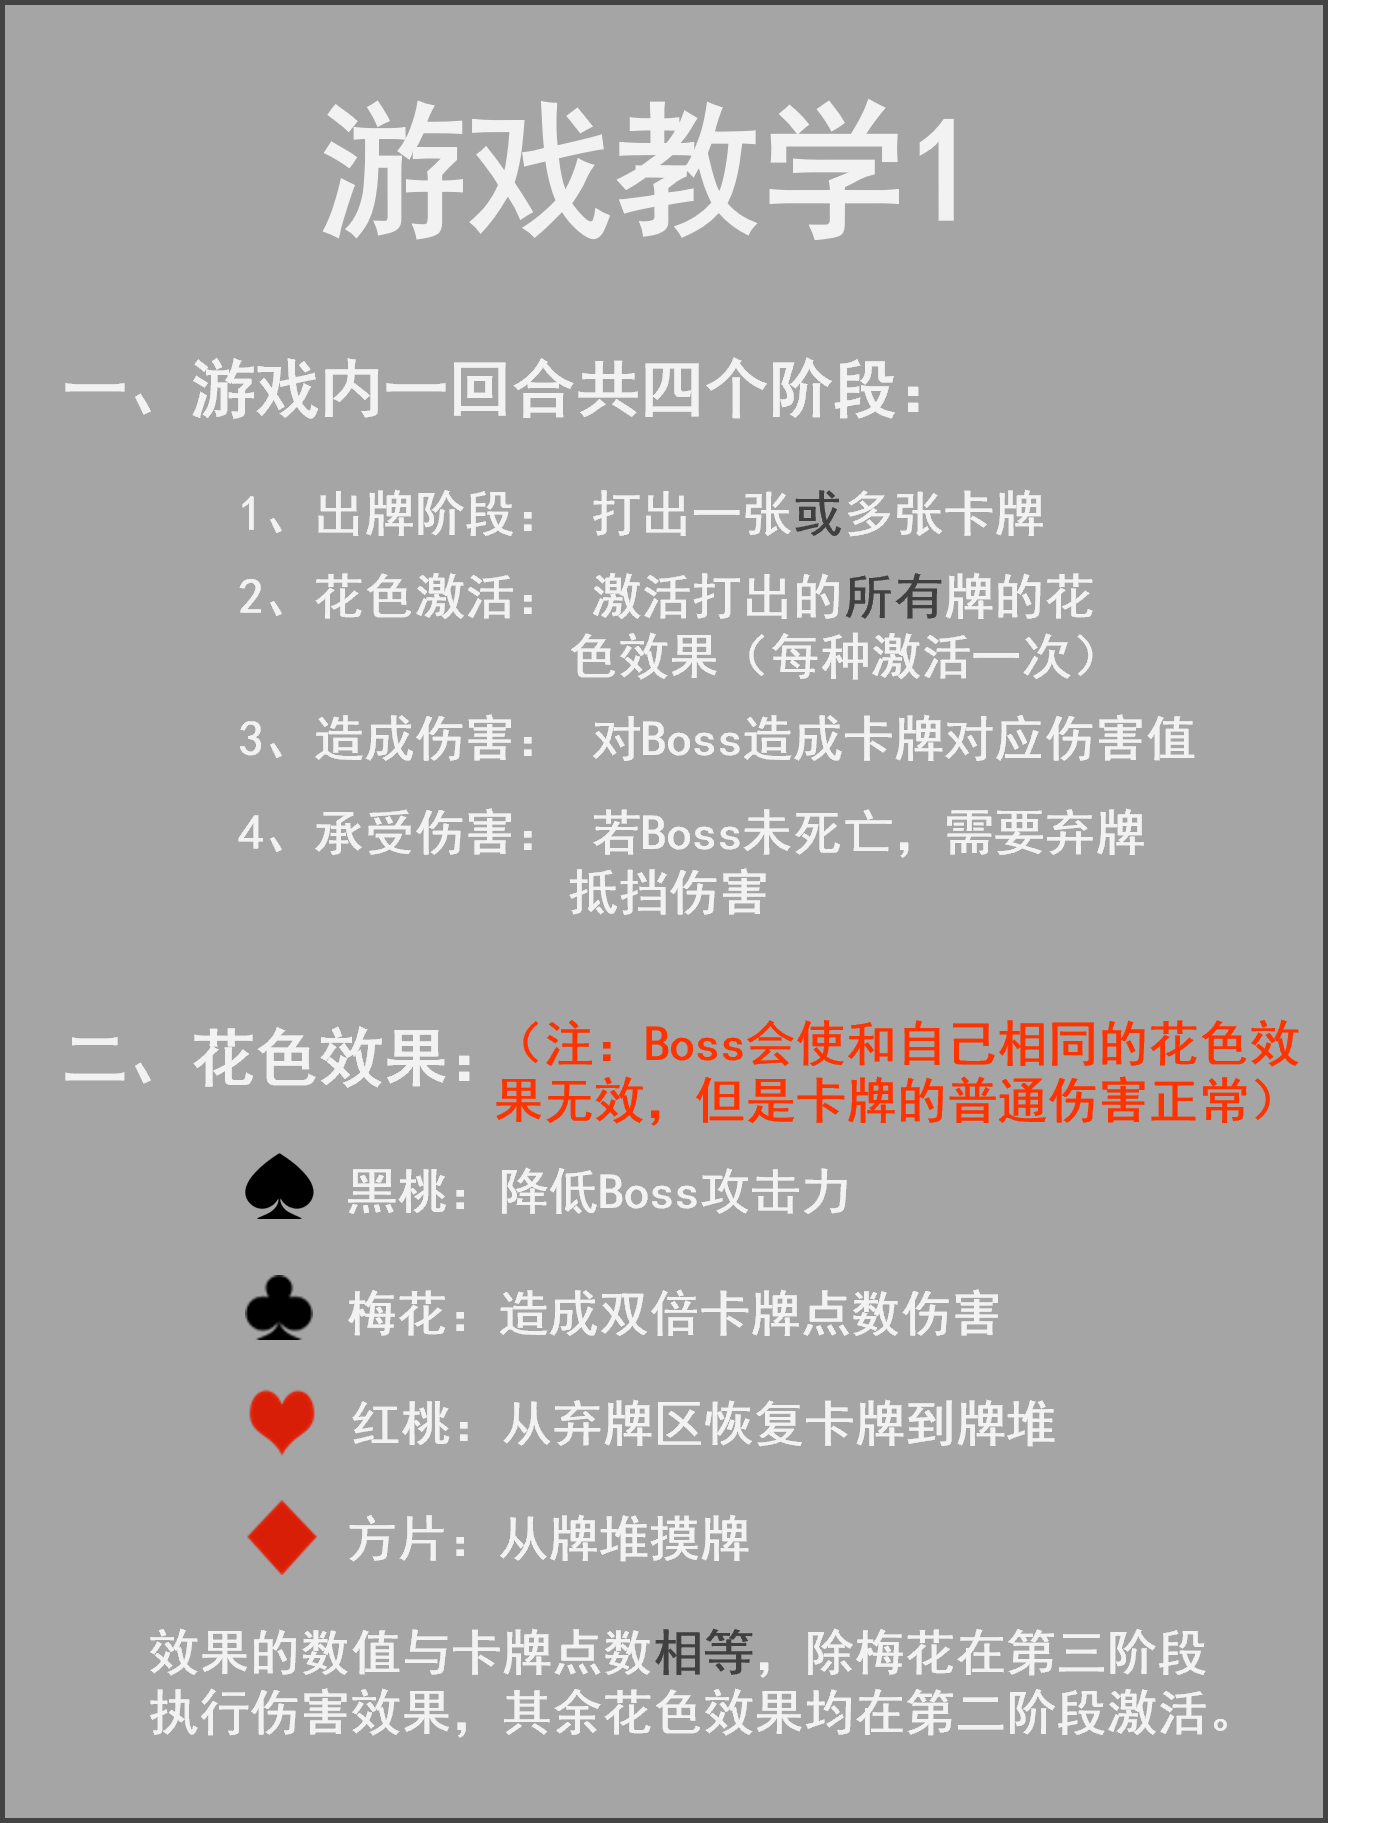 游戏教学1
一、游戏内一回合共四个阶段：
1、出牌阶段： 打出一张或多张卡牌
2、花色激活： 激活打出的所有牌的花
色效果（每种激活一次）
3、造成伤害： 对Boss造成卡牌对应伤害值
4、承受伤害： 若Boss未死亡，需要弃牌
抵挡伤害
二、花色效果：（注：Boss会使和自己相同的花色效
果无效，但是卡牌的普通伤害正常）
黑桃：降低Boss攻击力
梅花：造成双倍卡牌点数伤害
红桃：从弃牌区恢复卡牌到牌堆
方片：从牌堆摸牌
效果的数值与卡牌点数相等，除梅花在第三阶段
执行伤害效果，其余花色效果均在第二阶段激活。